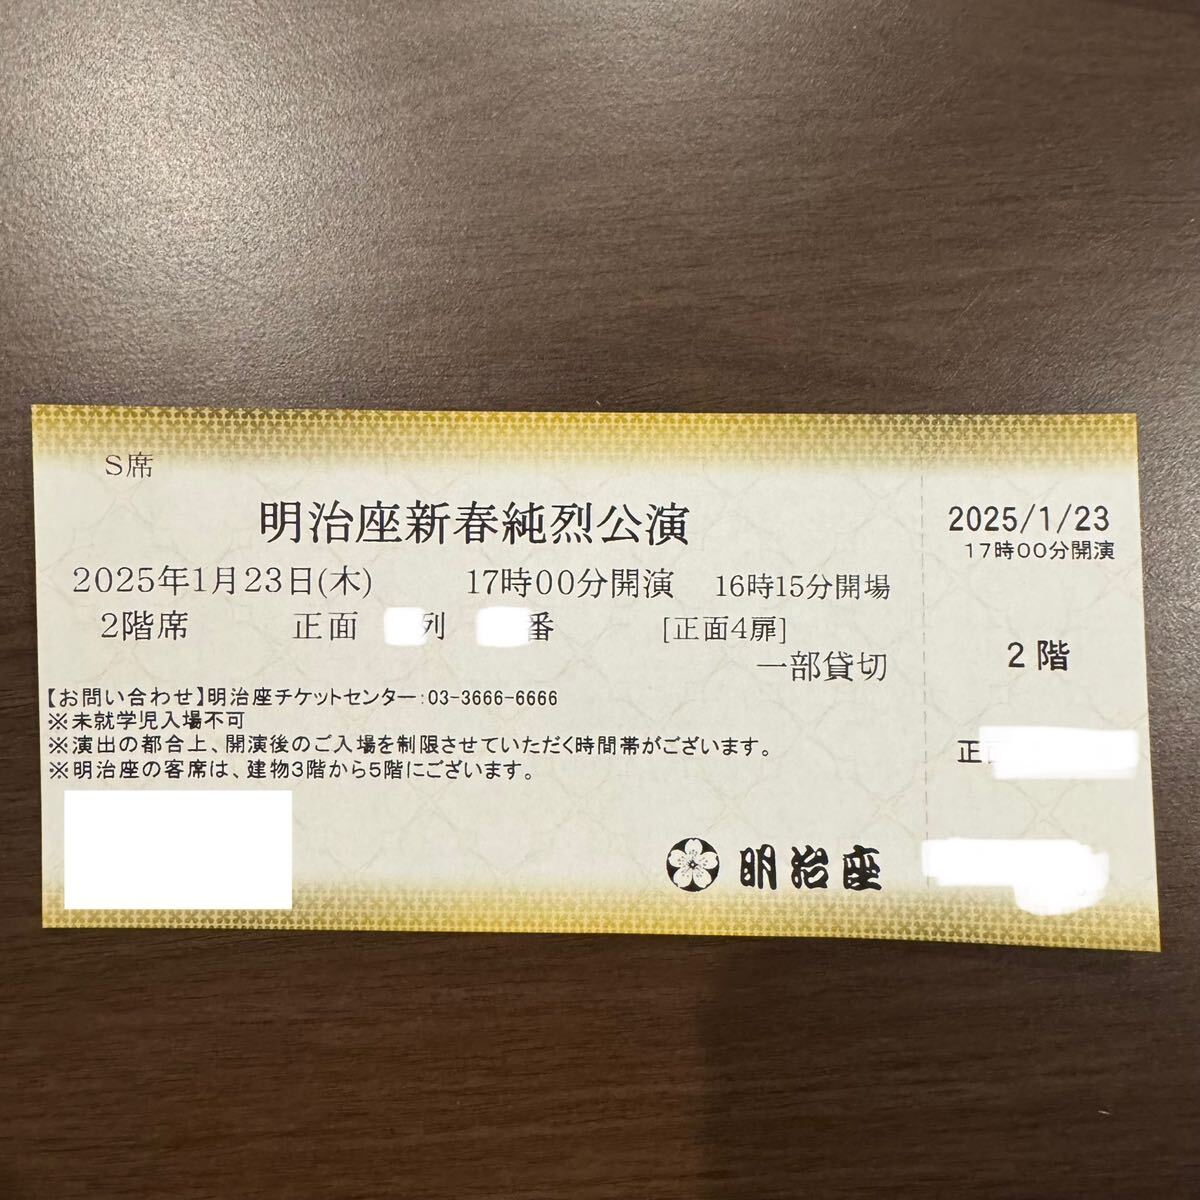 S席
明治座新春純烈公演
2025年1月23日(木) 17時00分開演 16時15分開場
2階席 正面 列 番 [正面4扉]
一部貸切
【お問い合わせ】明治座チケットセンター:03-3666-6666
※未就学児入場不可
※演出の都合上、開演後のご入場を制限させていただく時間帯がございます。
※明治座の客席は、建物3階から5階にございます。
明治座
2025/1/23
17時00分開演
2階
正